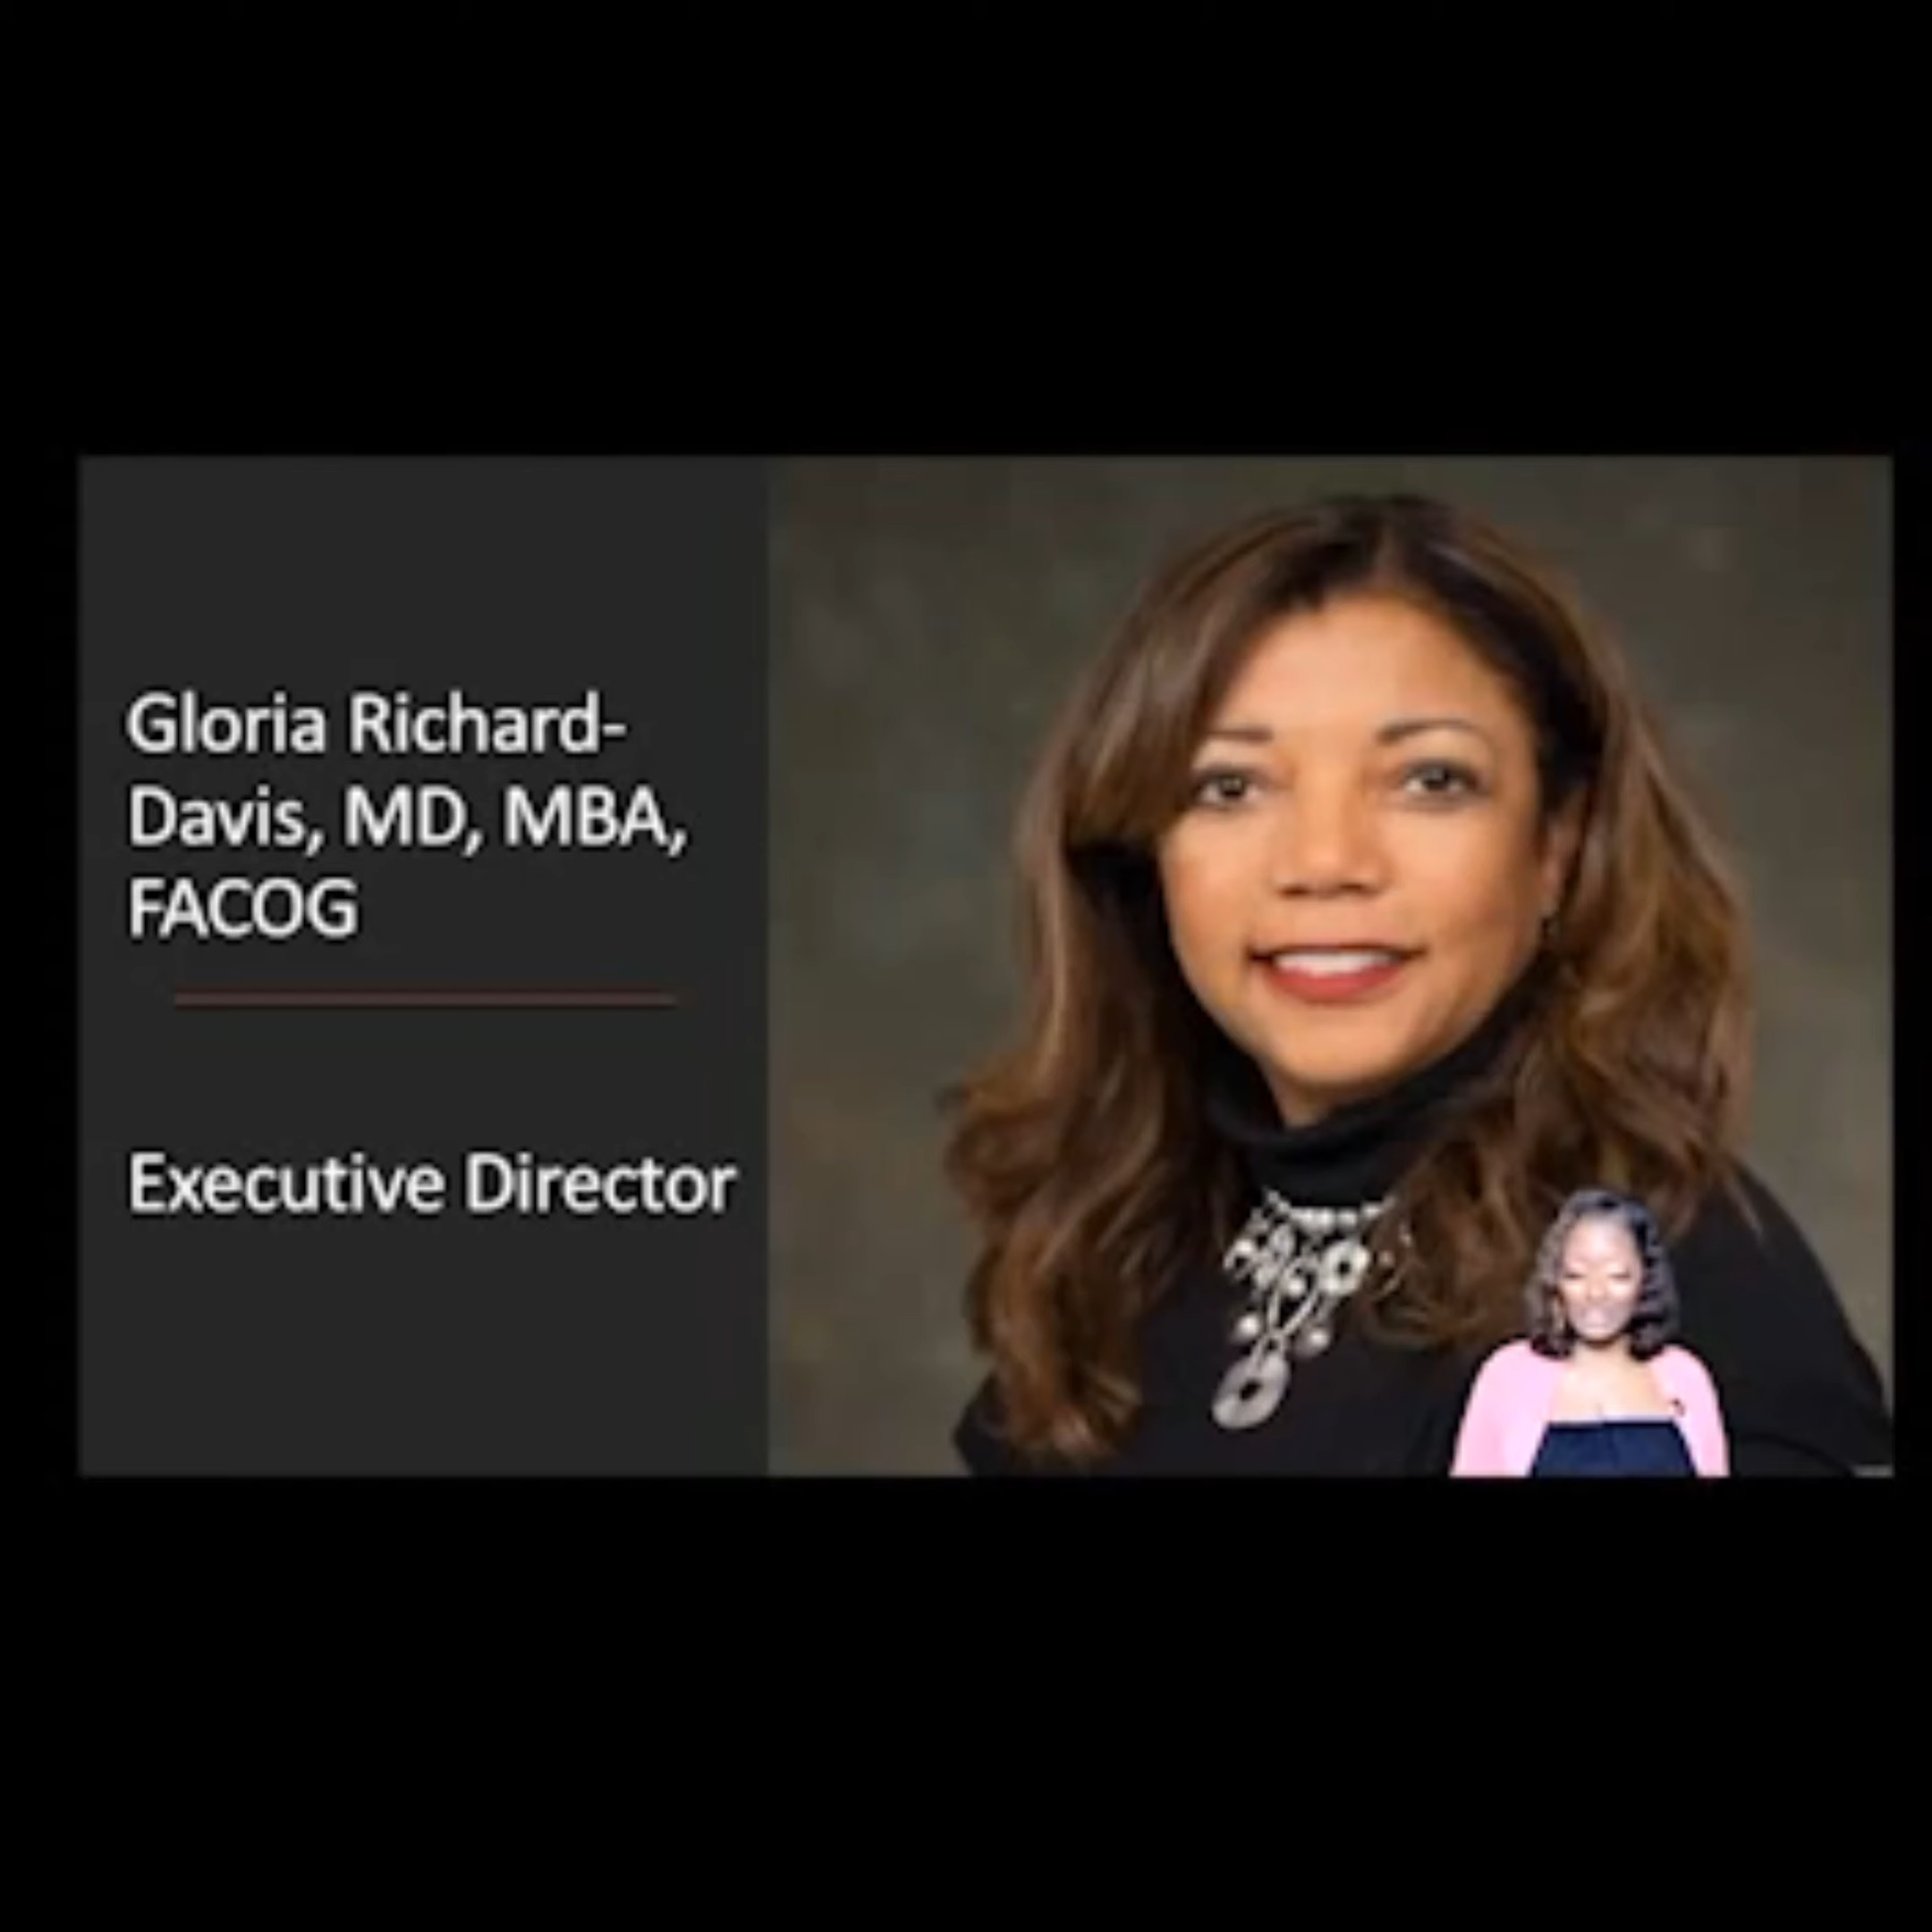 Gloria Richard-
Davis, MD, MBA,
FACOG
Executive Director